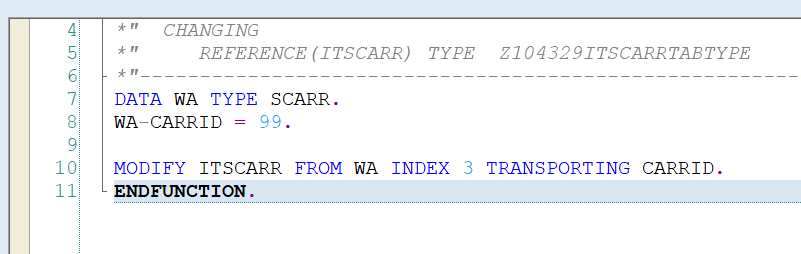 4 *" CHANGING
5 *" REFERENCE(ITSCARR) TYPE Z104329ITSCARRTABTYPE
6 *"-------------------------------------------------------
7 DATA WA TYPE SCARR.
8 WA-CARRID = 99.
9
10 MODIFY ITSCARR FROM WA INDEX 3 TRANSPORTING CARRID.
11 ENDFUNCTION.